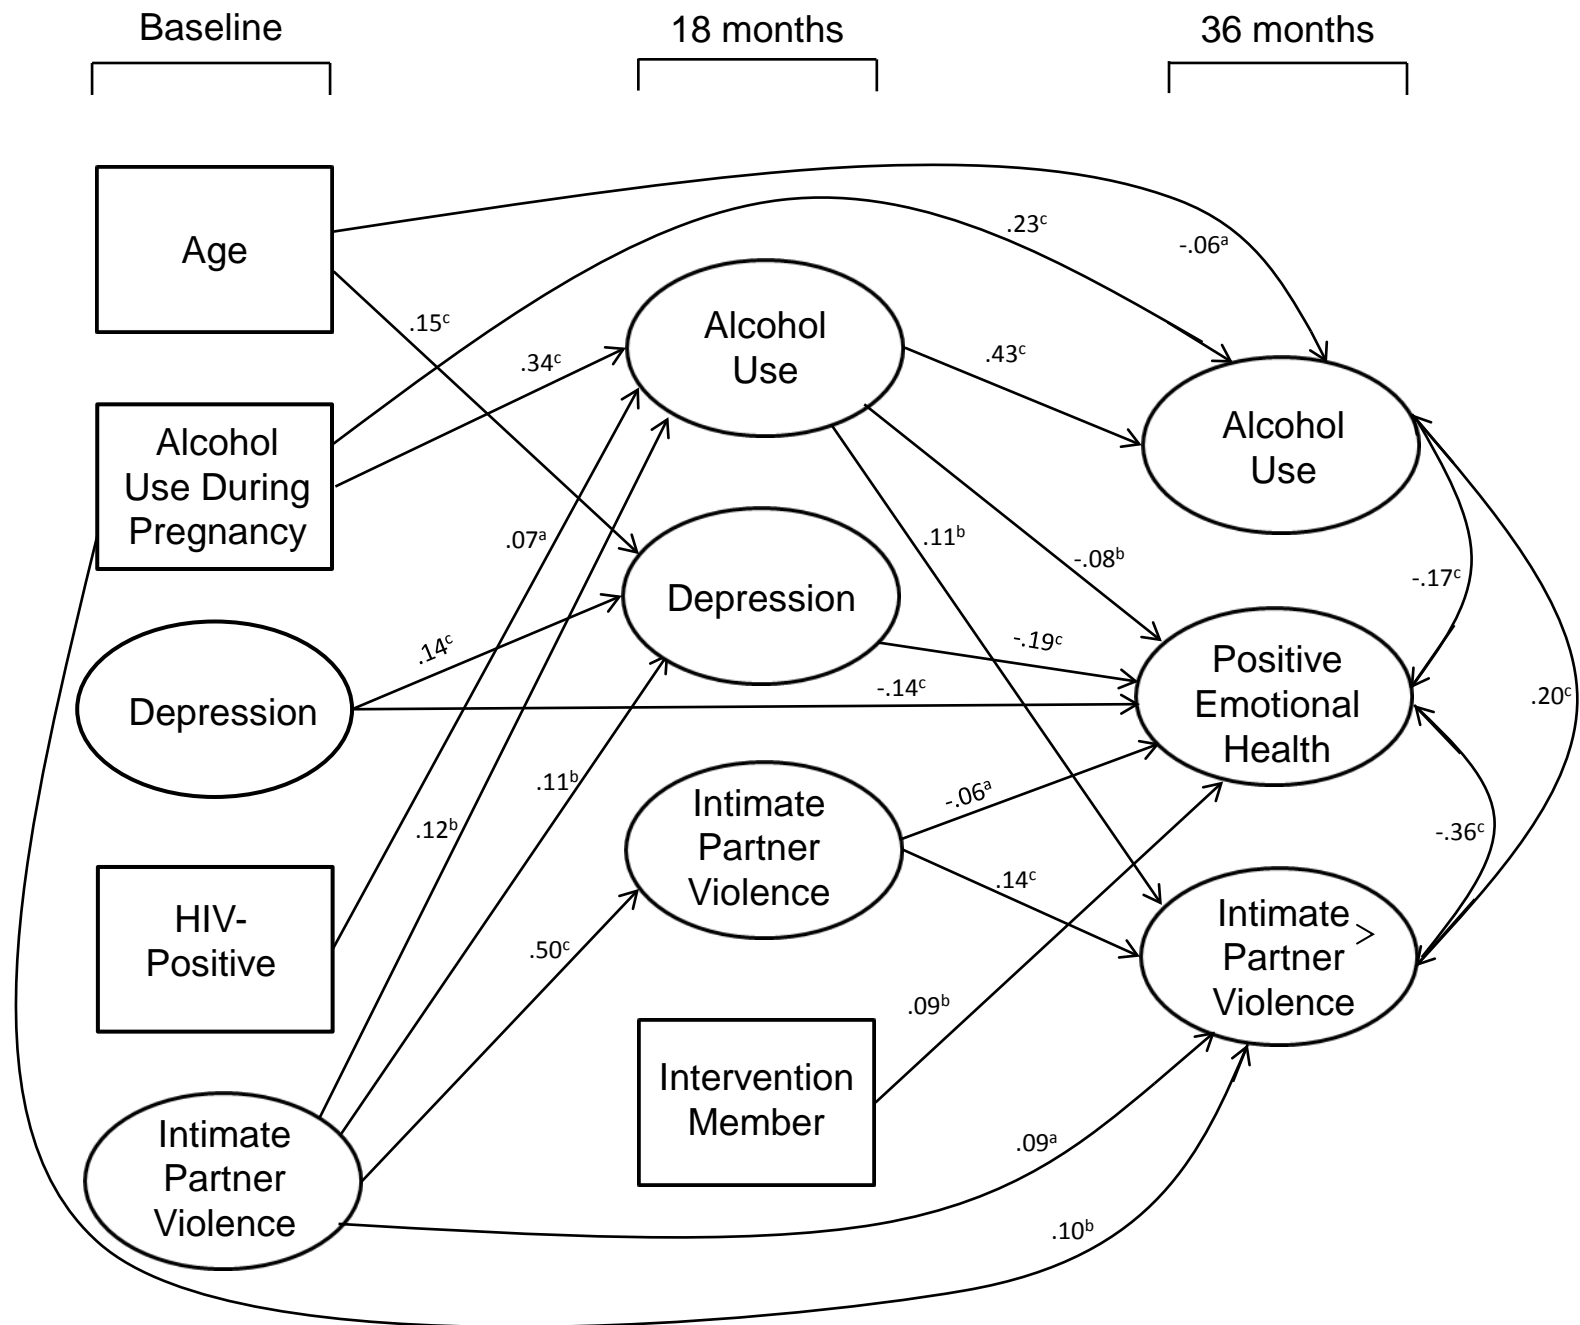 Baseline
18 months
36 months
Age
Alcohol
Use During
Pregnancy
Depression
HIV-
Positive
Intimate
Partner
Violence
Alcohol
Use
Depression
Intimate
Partner
Violence
Intervention
Member
Alcohol
Use
Positive
Emotional
Health
Intimate
Partner
Violence
.23ᶜ
-.06ᵃ
.15ᶜ
.34ᶜ
.43ᶜ
.07ᵃ
.11ᵇ
-.08ᵇ
-.17ᶜ
.14ᶜ
-.19ᶜ
-.14ᶜ
.20ᶜ
.11ᵇ
-.06ᵃ
.12ᵇ
-.36ᶜ
.14ᶜ
.50ᶜ
.09ᵇ
.09ᵃ
.10ᵇ